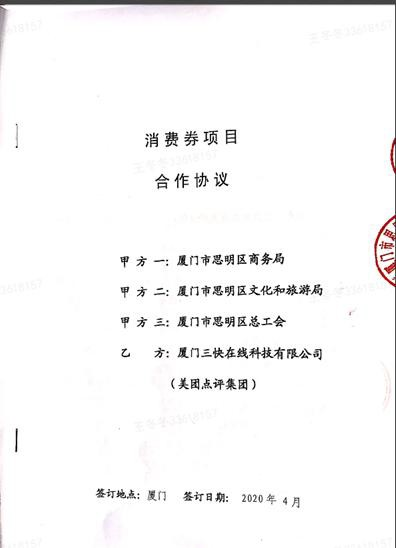 消费券项目
合作协议
甲方一：厦门市思明区商务局
甲方二：厦门市思明区文化和旅游局
甲方三：厦门市思明区总工会
乙方：厦门三快在线科技有限公司
（美团点评集团）
签订地点：厦门 签订日期：2020年4月